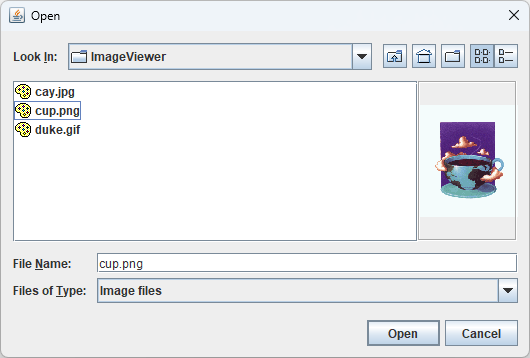 Open
Look In: ImageViewer
cay.jpg
cup.png
duke.gif
File Name: cup.png
Files of Type: Image files
Open Cancel